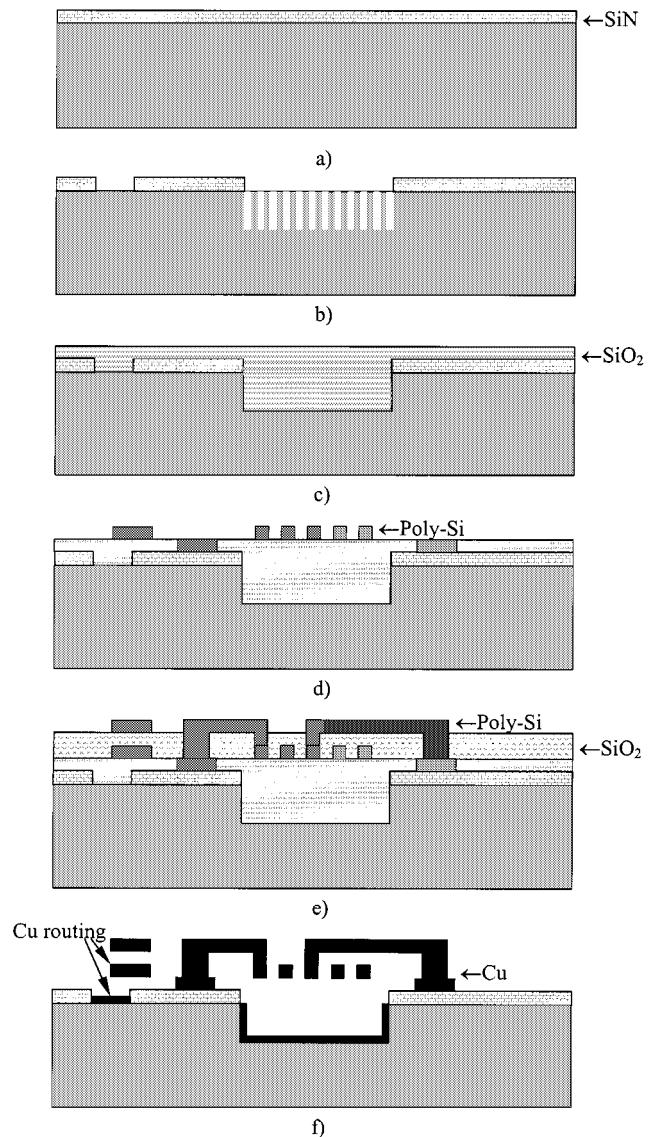 ←SiN
a)
b)
←SiO₂
c)
←Poly-Si
d)
←Poly-Si
←SiO₂
e)
Cu routing
←Cu
f)